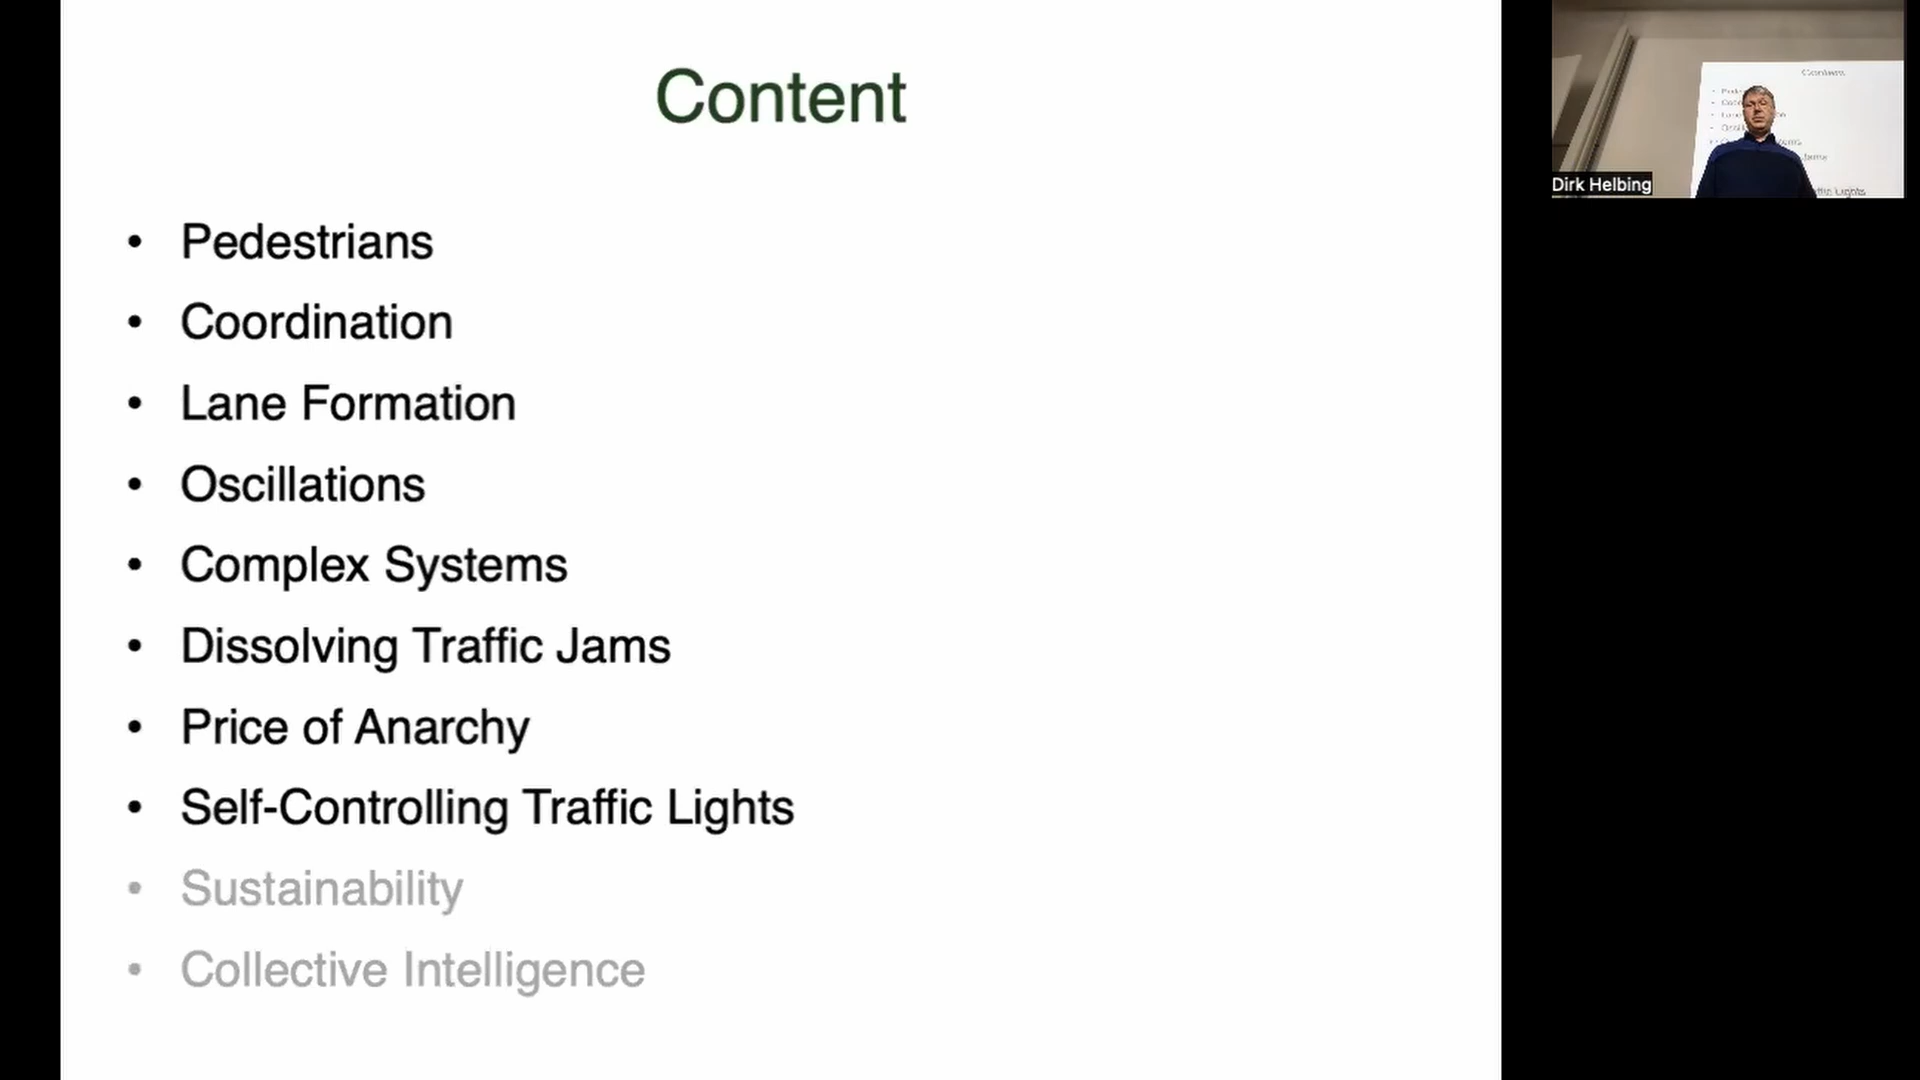 Content
• Pedestrians
• Coordination
• Lane Formation
• Oscillations
• Complex Systems
• Dissolving Traffic Jams
• Price of Anarchy
• Self-Controlling Traffic Lights
• Sustainability
• Collective Intelligence
Dirk Helbing